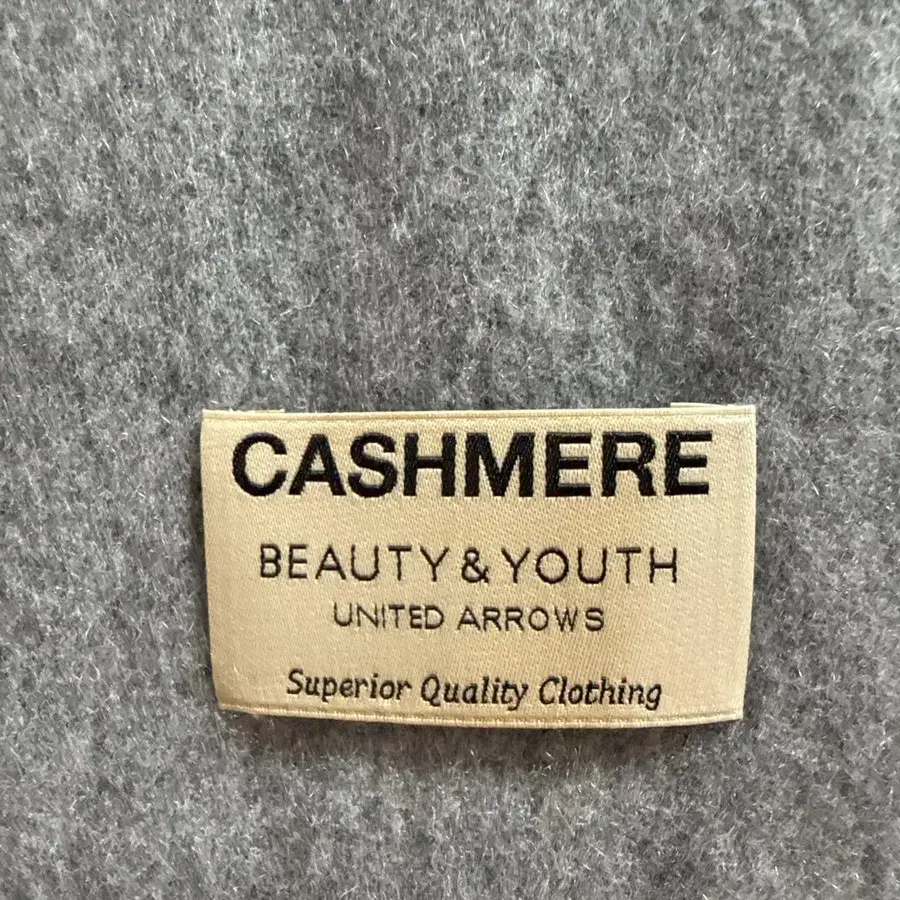 CASHMERE
BEAUTY & YOUTH
UNITED ARROWS
Superior Quality Clothing